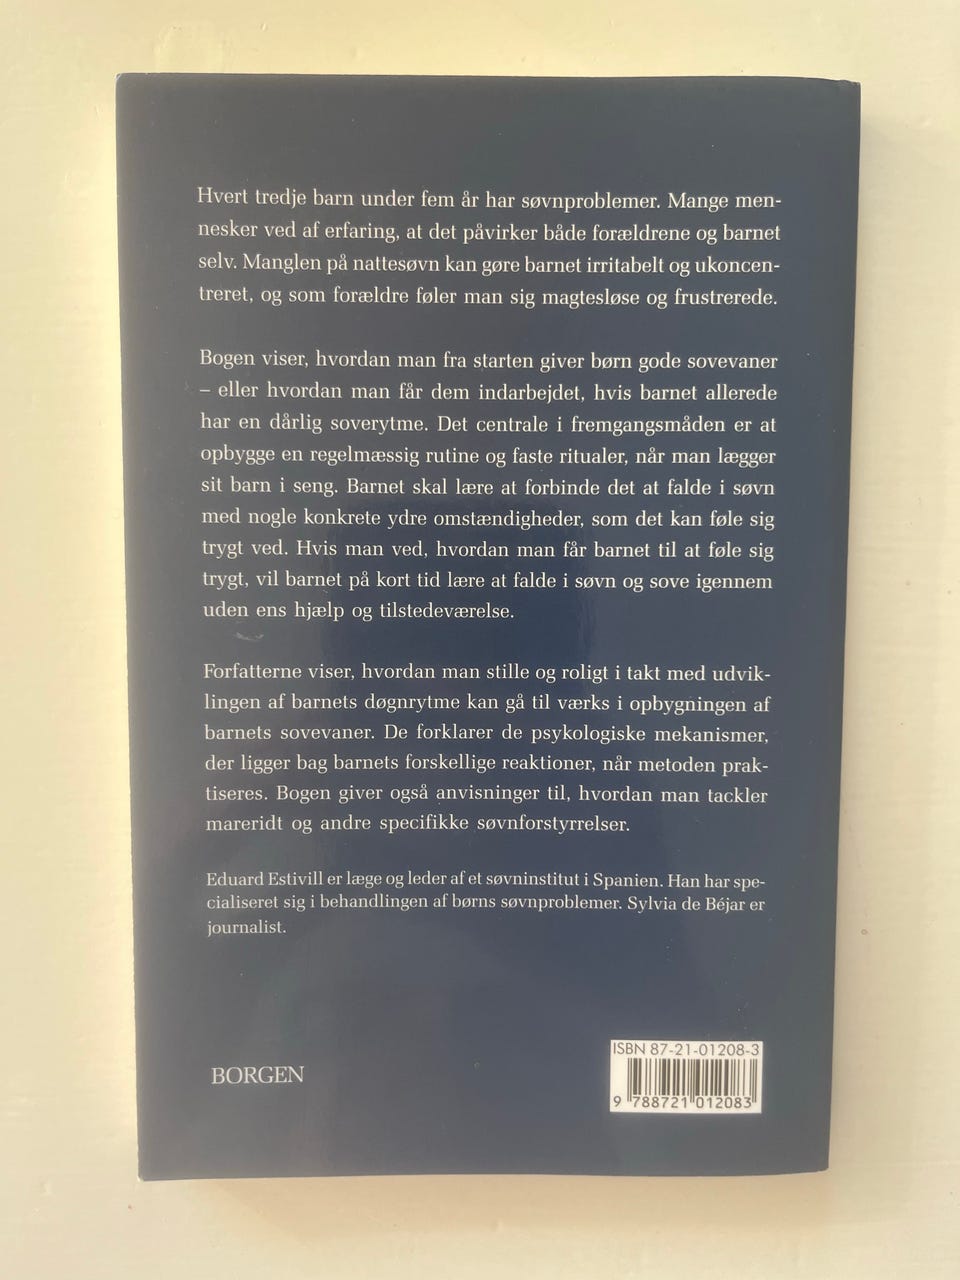 Hvert tredje barn under fem år har søvnproblemer. Mange men-
nesker ved af erfaring, at det påvirker både forældrene og barnet
selv. Manglen på nattesøvn kan gøre barnet irritabelt og ukoncen-
treret, og som forældre føler man sig magtesløse og frustrerede.
Bogen viser, hvordan man fra starten giver børn gode sovevaner
– eller hvordan man får dem indarbejdet, hvis barnet allerede
har en dårlig soverytme. Det centrale i fremgangsmåden er at
opbygge en regelmæssig rutine og faste ritualer, når man lægger
sit barn i seng. Barnet skal lære at forbinde det at falde i søvn
med nogle konkrete ydre omstændigheder, som det kan føle sig
trygt ved. Hvis man ved, hvordan man får barnet til at føle sig
trygt, vil barnet på kort tid lære at falde i søvn og sove igennem
uden ens hjælp og tilstedeværelse.
Forfatterne viser, hvordan man stille og roligt i takt med udvik-
lingen af barnets døgnrytme kan gå til værks i opbygningen af
barnets sovevaner. De forklarer de psykologiske mekanismer,
der ligger bag barnets forskellige reaktioner, når metoden prak-
tiseres. Bogen giver også anvisninger til, hvordan man tackler
mareridt og andre specifikke søvnforstyrrelser.
Eduard Estivill er læge og leder af et søvninstitut i Spanien. Han har spe-
cialiseret sig i behandlingen af børns søvnproblemer. Sylvia de Béjar er
journalist.
ISBN 87-21-01208-3
BORGEN
9 788721 012083